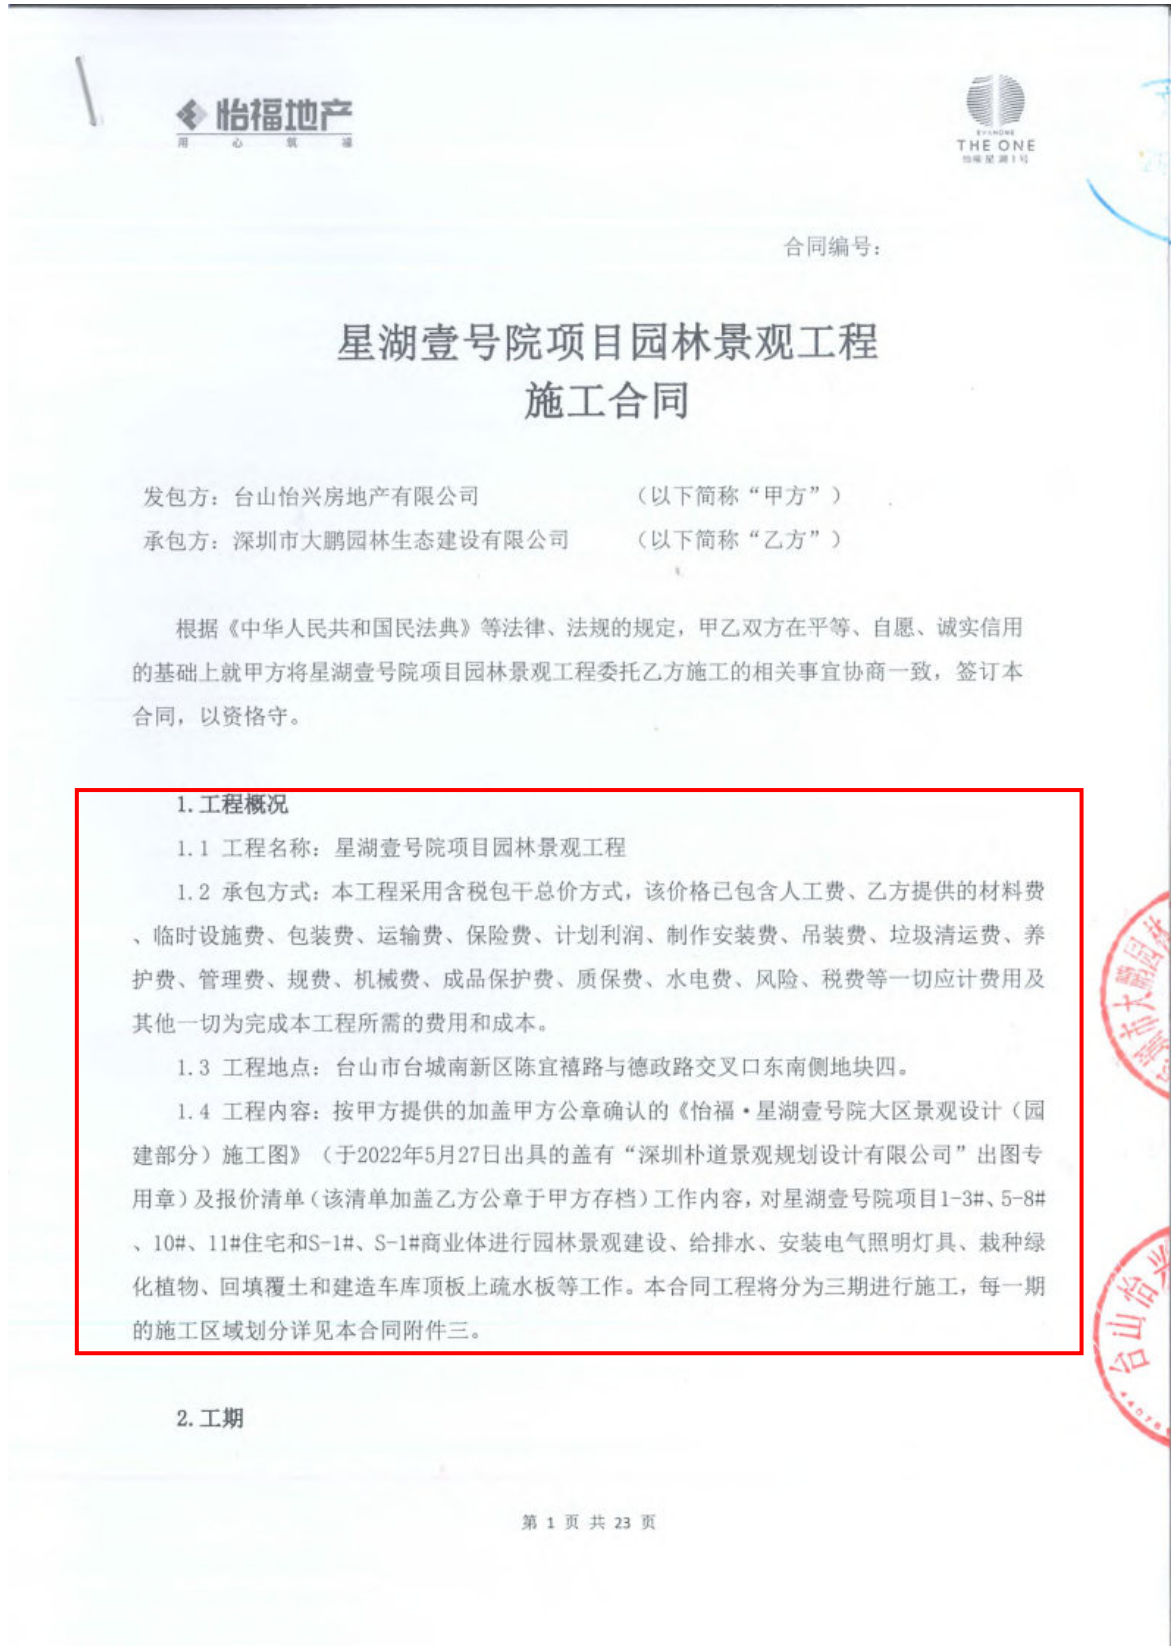 怡福地产
用心筑福
THE ONE
合同编号：
星湖壹号院项目园林景观工程
施工合同
发包方：台山怡兴房地产有限公司 （以下简称“甲方”）
承包方：深圳市大鹏园林生态建设有限公司 （以下简称“乙方”）
根据《中华人民共和国民法典》等法律、法规的规定，甲乙双方在平等、自愿、诚实信用
的基础上就甲方将星湖壹号院项目园林景观工程委托乙方施工的相关事宜协商一致，签订本
合同，以资恪守。
1.工程概况
1.1 工程名称：星湖壹号院项目园林景观工程
1.2 承包方式：本工程采用含税包干总价方式，该价格已包含人工费、乙方提供的材料费
、临时设施费、包装费、运输费、保险费、计划利润、制作安装费、吊装费、垃圾清运费、养
护费、管理费、规费、机械费、成品保护费、质保费、水电费、风险、税费等一切应计费用及
其他一切为完成本工程所需的费用和成本。
1.3 工程地点：台山市台城南新区陈宜禧路与德政路交叉口东南侧地块四。
1.4 工程内容：按甲方提供的加盖甲方公章确认的《怡福•星湖壹号院大区景观设计（园
建部分）施工图》（于2022年5月27日出具的盖有“深圳朴道景观规划设计有限公司”出图专
用章）及报价清单（该清单加盖乙方公章于甲方存档）工作内容，对星湖壹号院项目1-3#、5-8#
、10#、11#住宅和S-1#、S-1#商业体进行园林景观建设、给排水、安装电气照明灯具、栽种绿
化植物、回填覆土和建造车库顶板上疏水板等工作。本合同工程将分为三期进行施工，每一期
的施工区域划分详见本合同附件三。
市大鹏园林
台山怡兴
2.工期
第 1 页 共 23 页